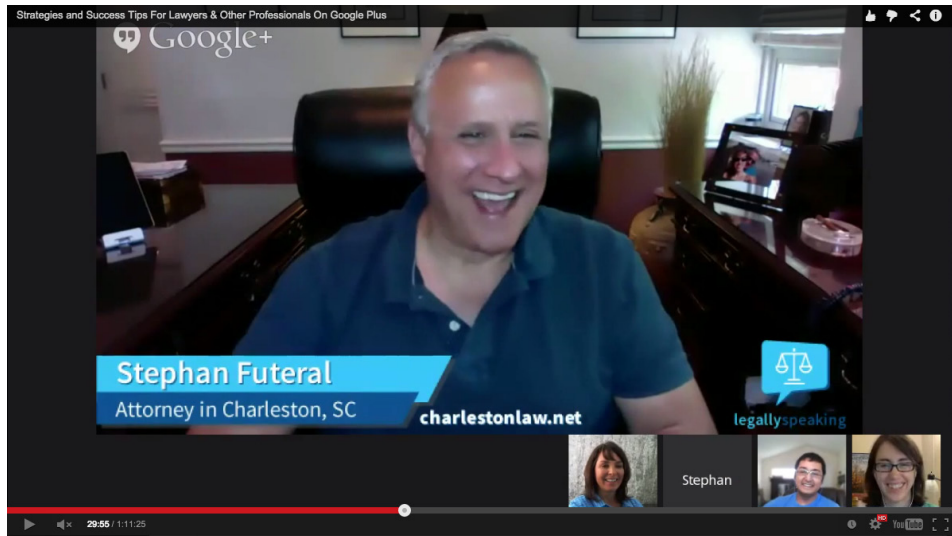 Strategies and Success Tips For Lawyers & Other Professionals On Google Plus
Google+
Stephan Futeral
Attorney in Charleston, SC
charlestonlaw.net
legallyspeaking
Stephan
29:55 / 1:11:25
HD
YouTube